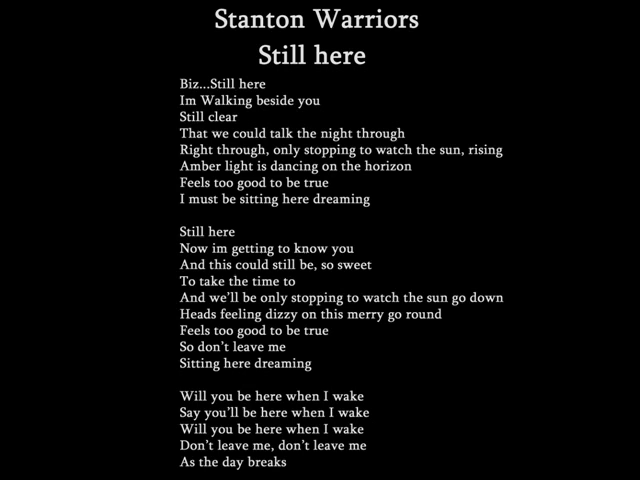 Stanton Warriors
Still here
Biz...Still here
Im Walking beside you
Still clear
That we could talk the night through
Right through, only stopping to watch the sun, rising
Amber light is dancing on the horizon
Feels too good to be true
I must be sitting here dreaming

Still here
Now im getting to know you
And this could still be, so sweet
To take the time to
And we'll be only stopping to watch the sun go down
Heads feeling dizzy on this merry go round
Feels too good to be true
So don't leave me
Sitting here dreaming

Will you be here when I wake
Say you'll be here when I wake
Will you be here when I wake
Don't leave me, don't leave me
As the day breaks